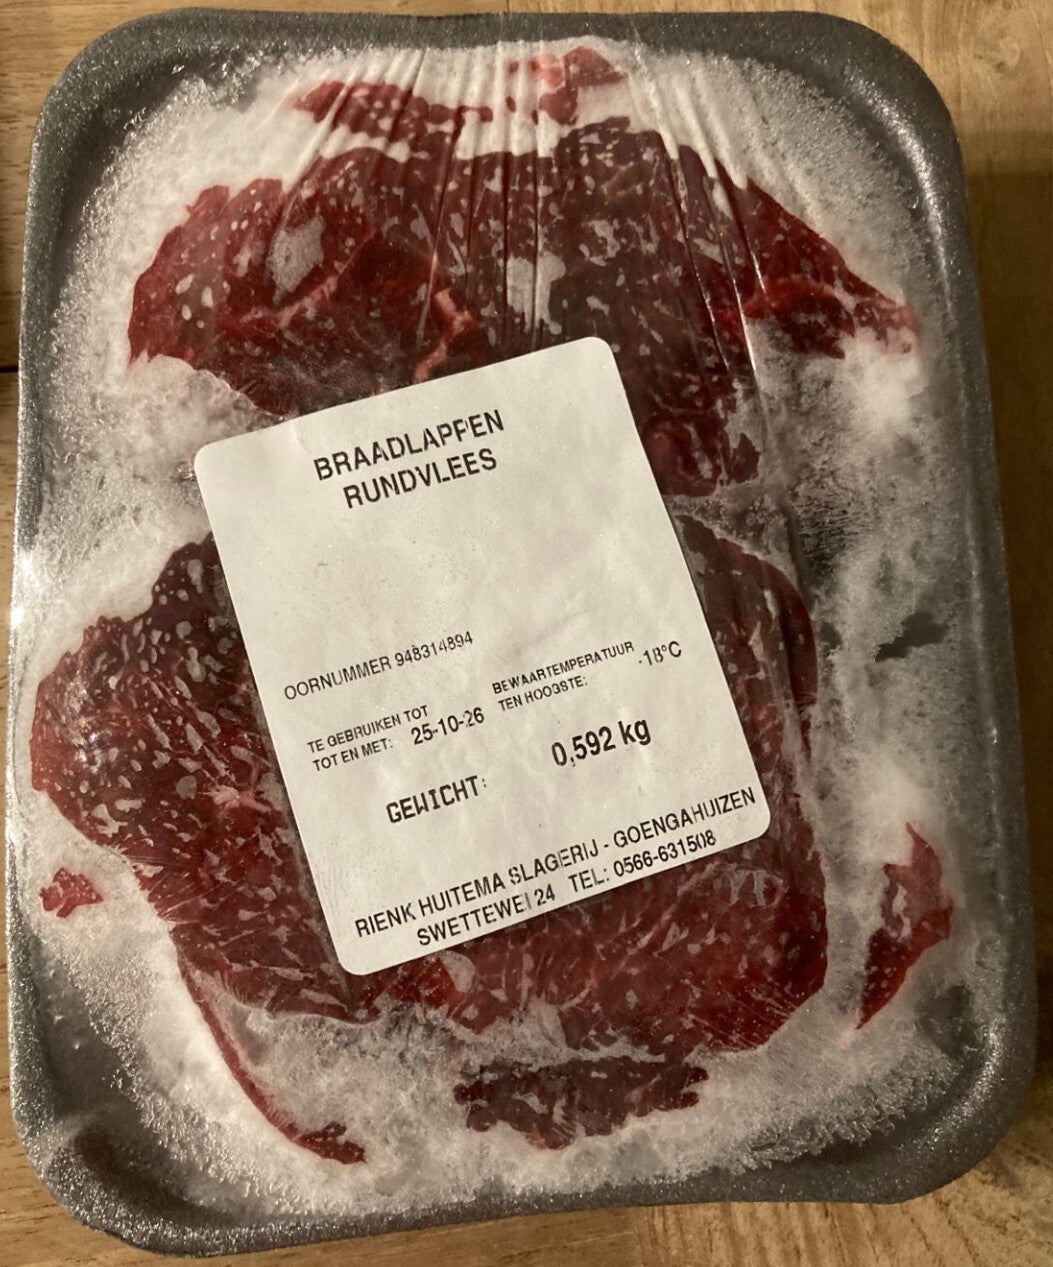 BRAADLAPPEN
RUNDVLEES
OORNUMMER 948314894
TE GEBRUIKEN TOT
TOT EN MET: 25-10-26
BEWAARTEMPERATUUR
TEN HOOGSTE: -18°C
GEWICHT: 0,592 kg
RIENK HUITEMA SLAGERIJ - GOENGAHUIZEN
SWETTEWEI 24 TEL: 0566-631508